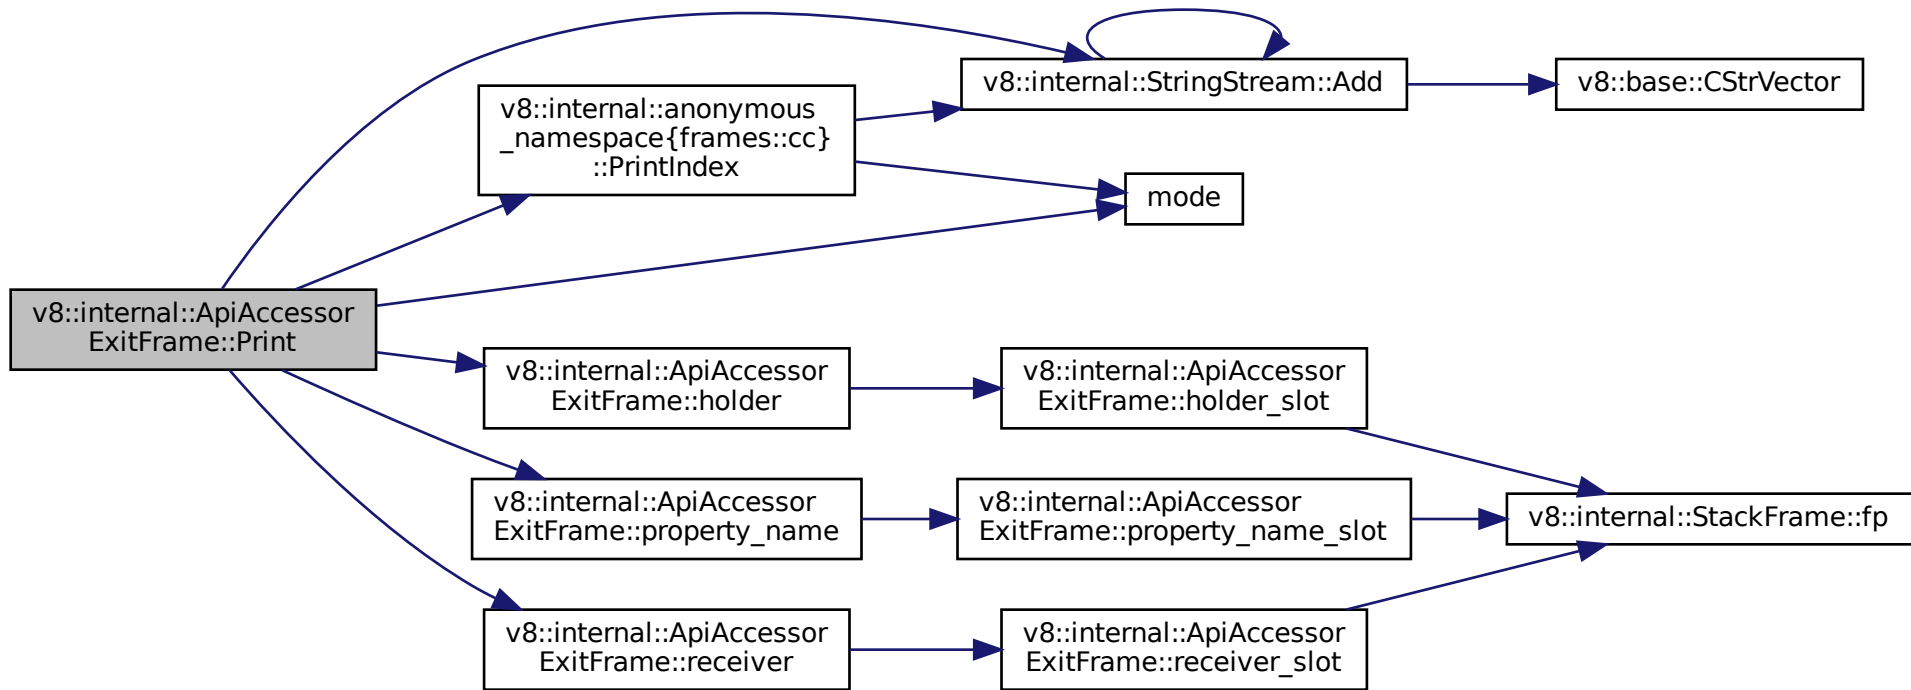 v8::internal::ApiAccessor
ExitFrame::Print
v8::internal::anonymous
_namespace{frames::cc}
::PrintIndex
v8::internal::StringStream::Add
v8::base::CStrVector
mode
v8::internal::ApiAccessor
ExitFrame::holder
v8::internal::ApiAccessor
ExitFrame::holder_slot
v8::internal::ApiAccessor
ExitFrame::property_name
v8::internal::ApiAccessor
ExitFrame::property_name_slot
v8::internal::StackFrame::fp
v8::internal::ApiAccessor
ExitFrame::receiver
v8::internal::ApiAccessor
ExitFrame::receiver_slot